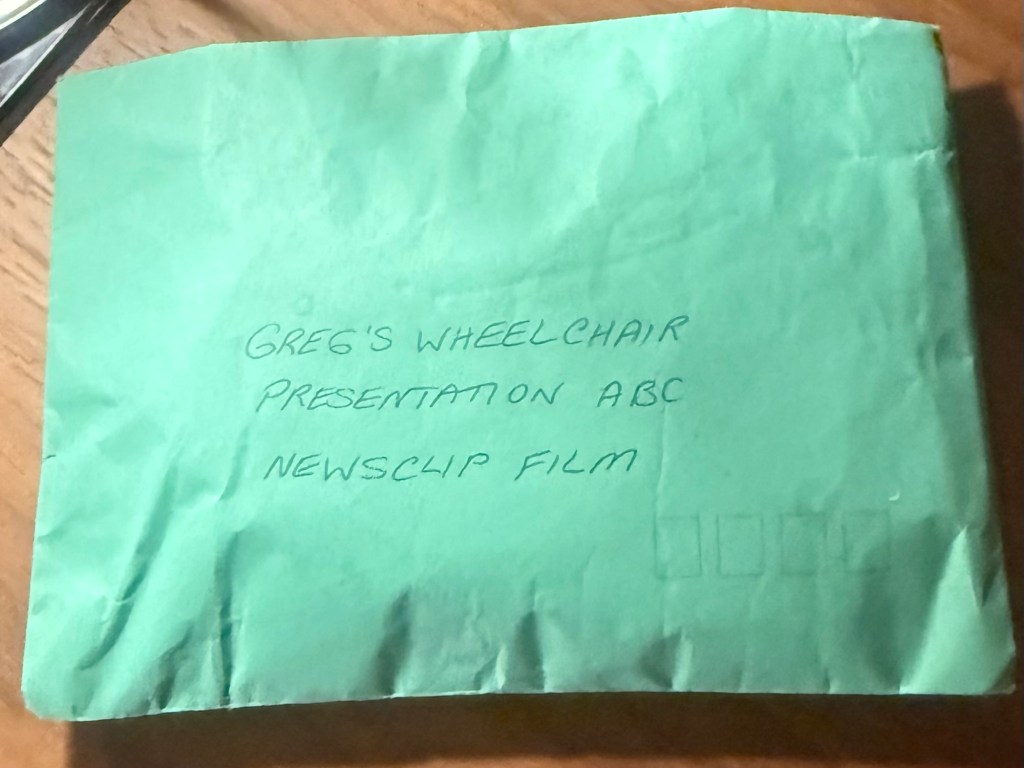 GREG'S WHEELCHAIR
PRESENTATION ABC
NEWSCLIP FILM